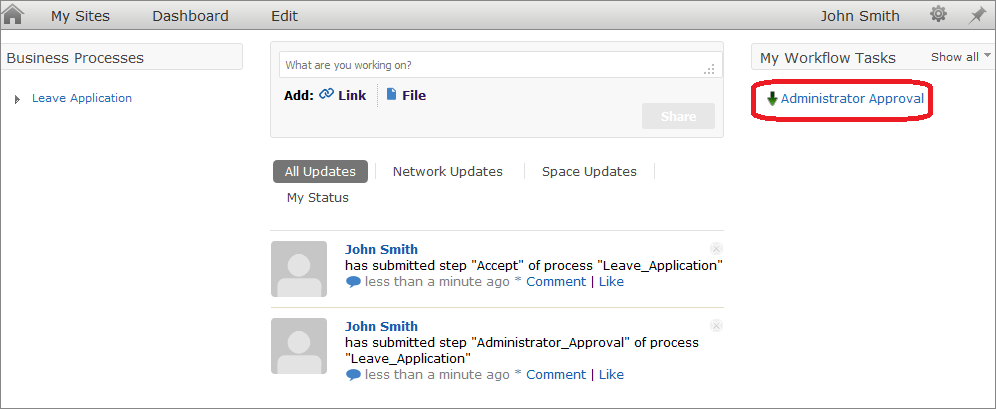 My Sites Dashboard Edit John Smith
Business Processes
Leave Application
What are you working on?
Add: Link File
Share
All Updates Network Updates Space Updates
My Status
John Smith
has submitted step "Accept" of process "Leave_Application"
less than a minute ago * Comment | Like
John Smith
has submitted step "Administrator_Approval" of process
"Leave_Application"
less than a minute ago * Comment | Like
My Workflow Tasks Show all
Administrator Approval